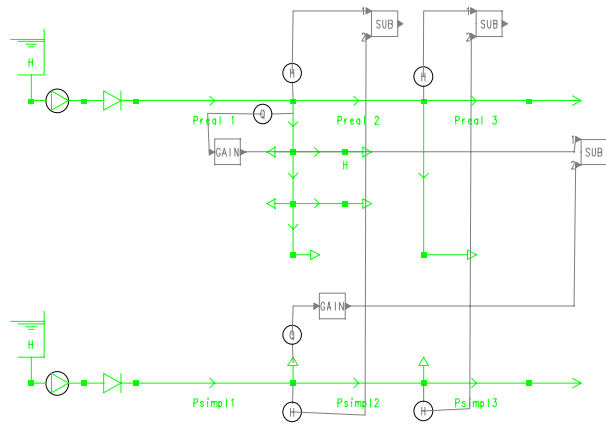 1
SUB
2
1
SUB
2
H
H
H
Q
Preal 1
Preal 2
Preal 3
GAIN
H
1
SUB
2
GAIN
H
Q
Psimpl1
Psimpl2
Psimpl3
H
H